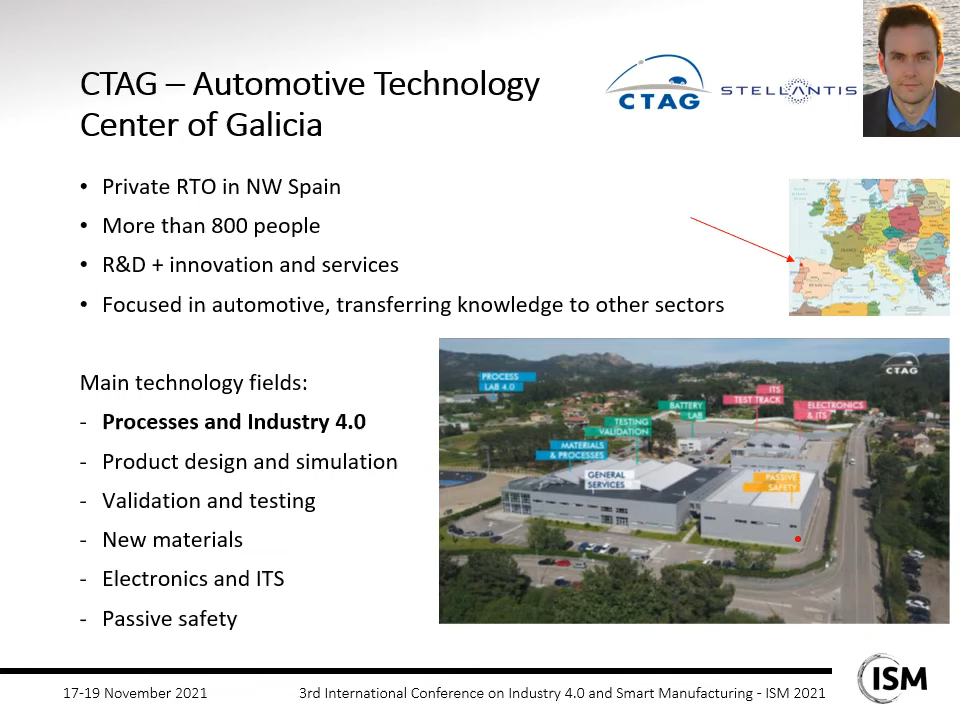 CTAG – Automotive Technology
Center of Galicia
CTAG
STELLANTIS
• Private RTO in NW Spain
• More than 800 people
• R&D + innovation and services
• Focused in automotive, transferring knowledge to other sectors
Main technology fields:
- Processes and Industry 4.0
- Product design and simulation
- Validation and testing
- New materials
- Electronics and ITS
- Passive safety
CTAG
PROCESS
LAB 4.0
ITS
TEST TRACK
BATTERY
LAB
ELECTRONICS
& ITS
TESTING
VALIDATION
MATERIALS
& PROCESSES
GENERAL
SERVICES
PASSIVE
SAFETY
17-19 November 2021
3rd International Conference on Industry 4.0 and Smart Manufacturing - ISM 2021
ISM